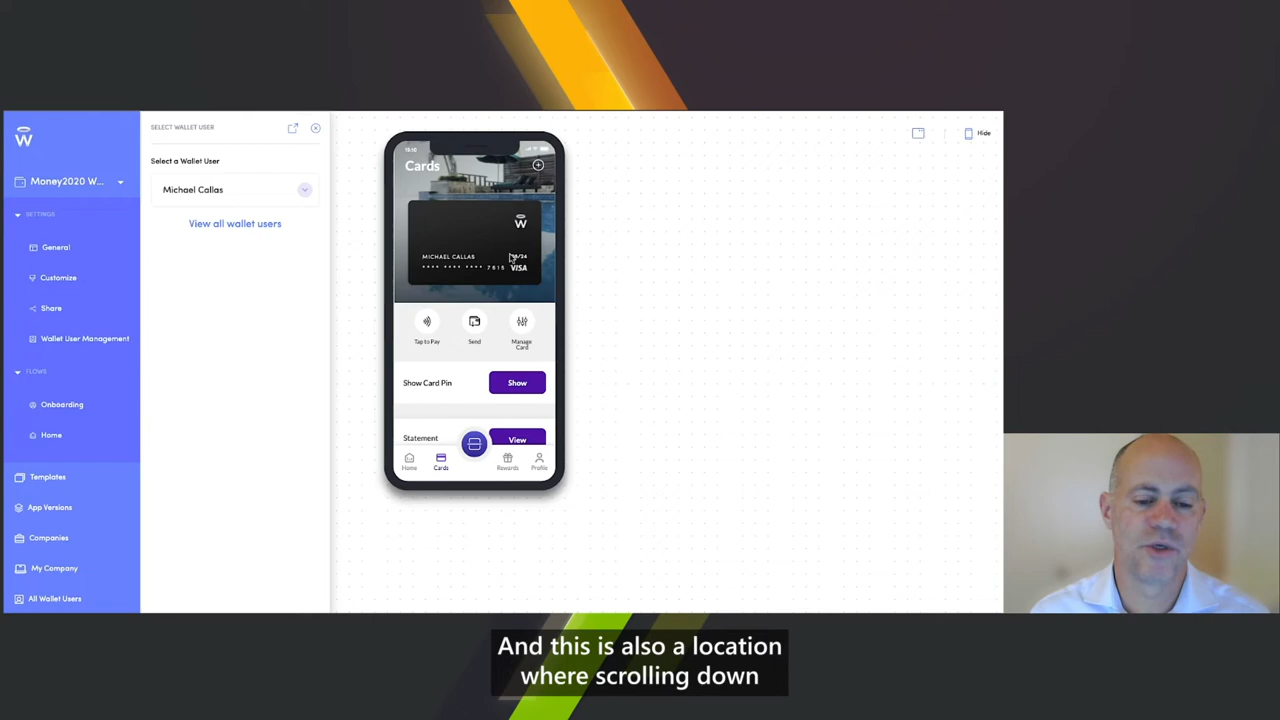 W
Money2020 W...
SETTINGS
General
Customize
Share
Wallet User Management
FLOWS
Onboarding
Home
Templates
App Versions
Companies
My Company
All Wallet Users
SELECT WALLET USER
Select a Wallet User
Michael Callas
View all wallet users
Hide
Cards
W
MICHAEL CALLAS
**** **** **** 7615
VISA
Tap to Pay
Send
Manage
Card
Show Card Pin
Show
Statement
View
Home
Cards
Rewards
Profile
And this is also a location
where scrolling down